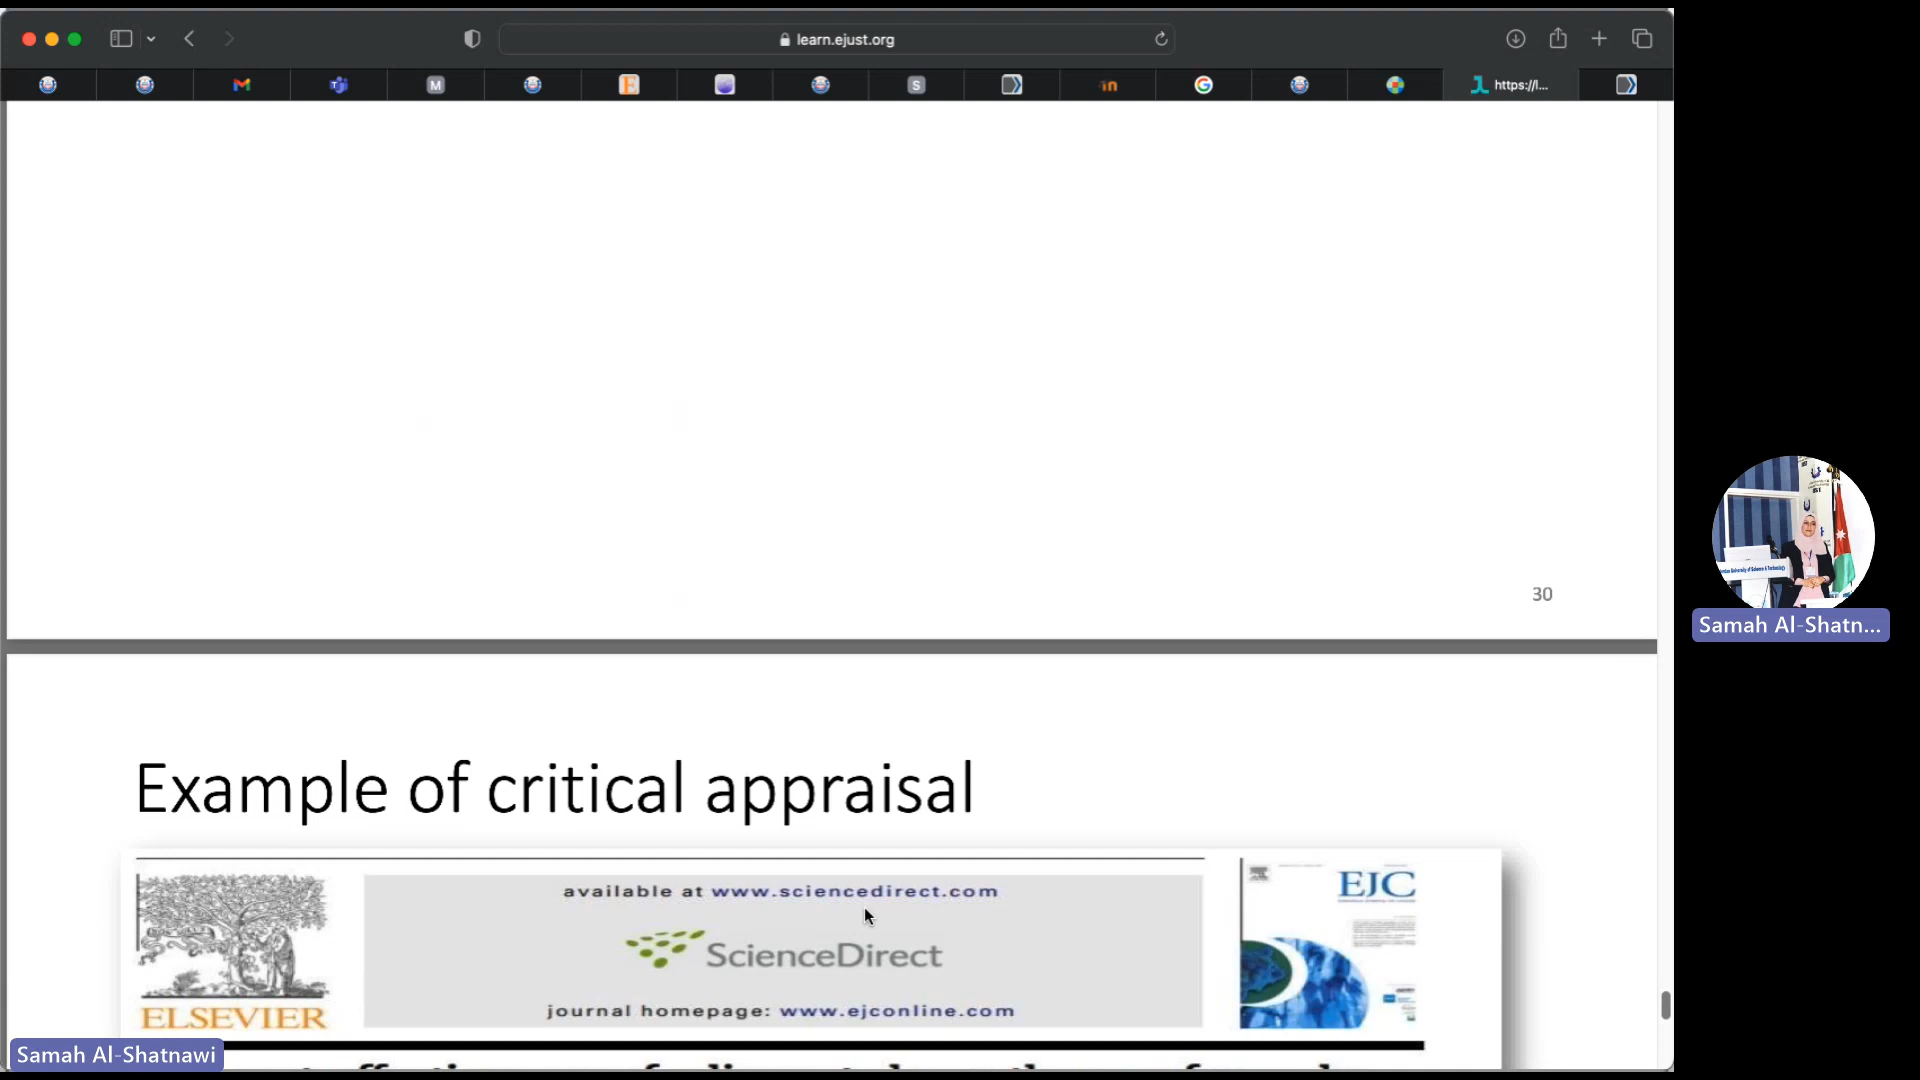 learn.ejust.org
M
S
in
https://l...
30
Example of critical appraisal
available at www.sciencedirect.com
EJC
ScienceDirect
journal homepage: www.ejconline.com
ELSEVIER
Samah Al-Shatnawi
Samah Al-Shatn...